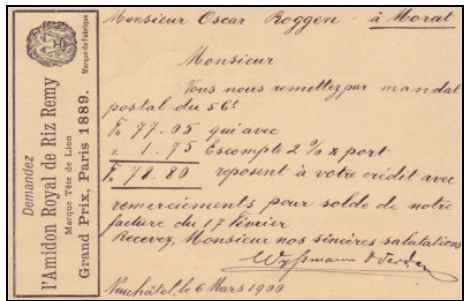 Demandez
l'Amidon Royal de Riz Remy
Marque Tête de Lion
Grand Prix, Paris 1889.
Marque de Fabrique
Monsieur Oscar Roggen à Morat
Monsieur
Vous nous remettez par mandat
postal du 5 ct
Fs 77.05 qui avec
" 1.75 Escompte 2 % & port
Fs 78.80 reposent à votre crédit avec
remerciements pour solde de notre
facture du 17 Février
Recevez, Monsieur nos sincères salutations
Neuchâtel, le 6 Mars 1900